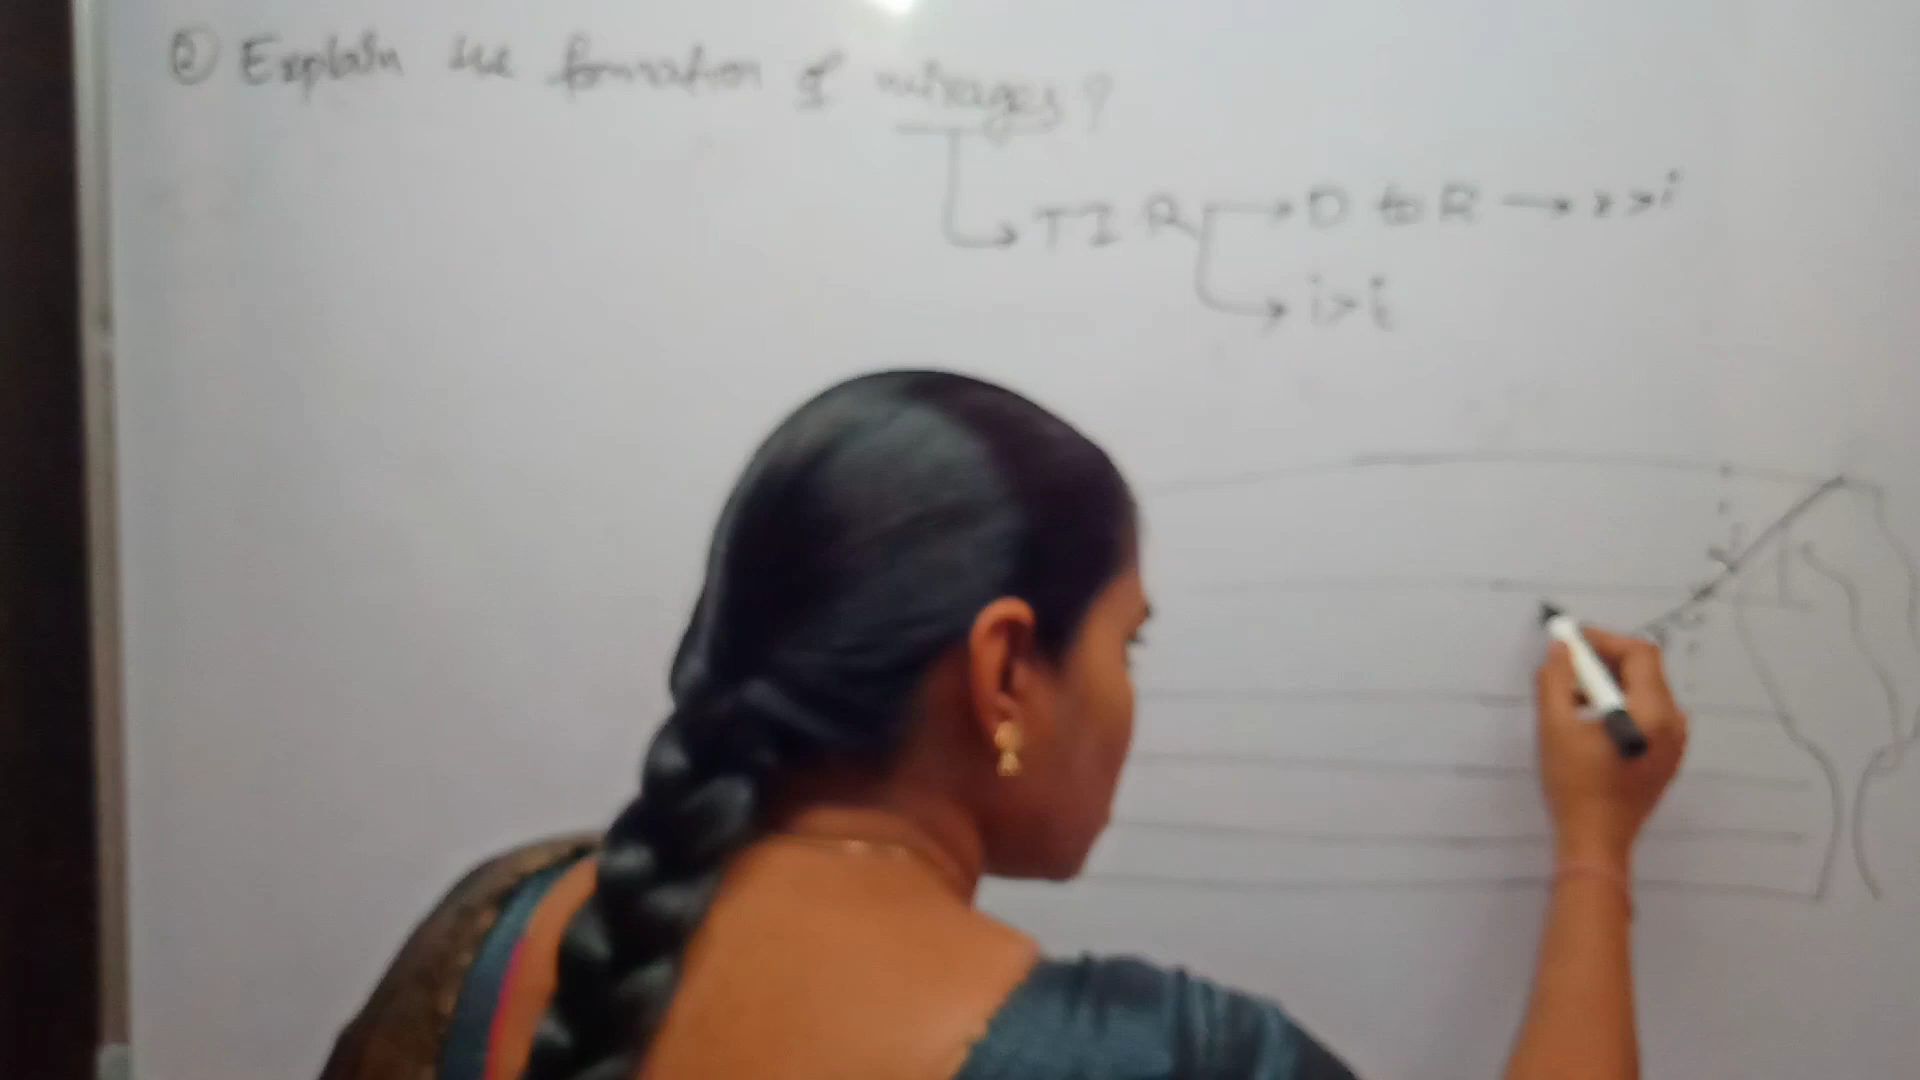 ② Explain the formation of mirages?
TIR → D to R → r>i
→ i>c